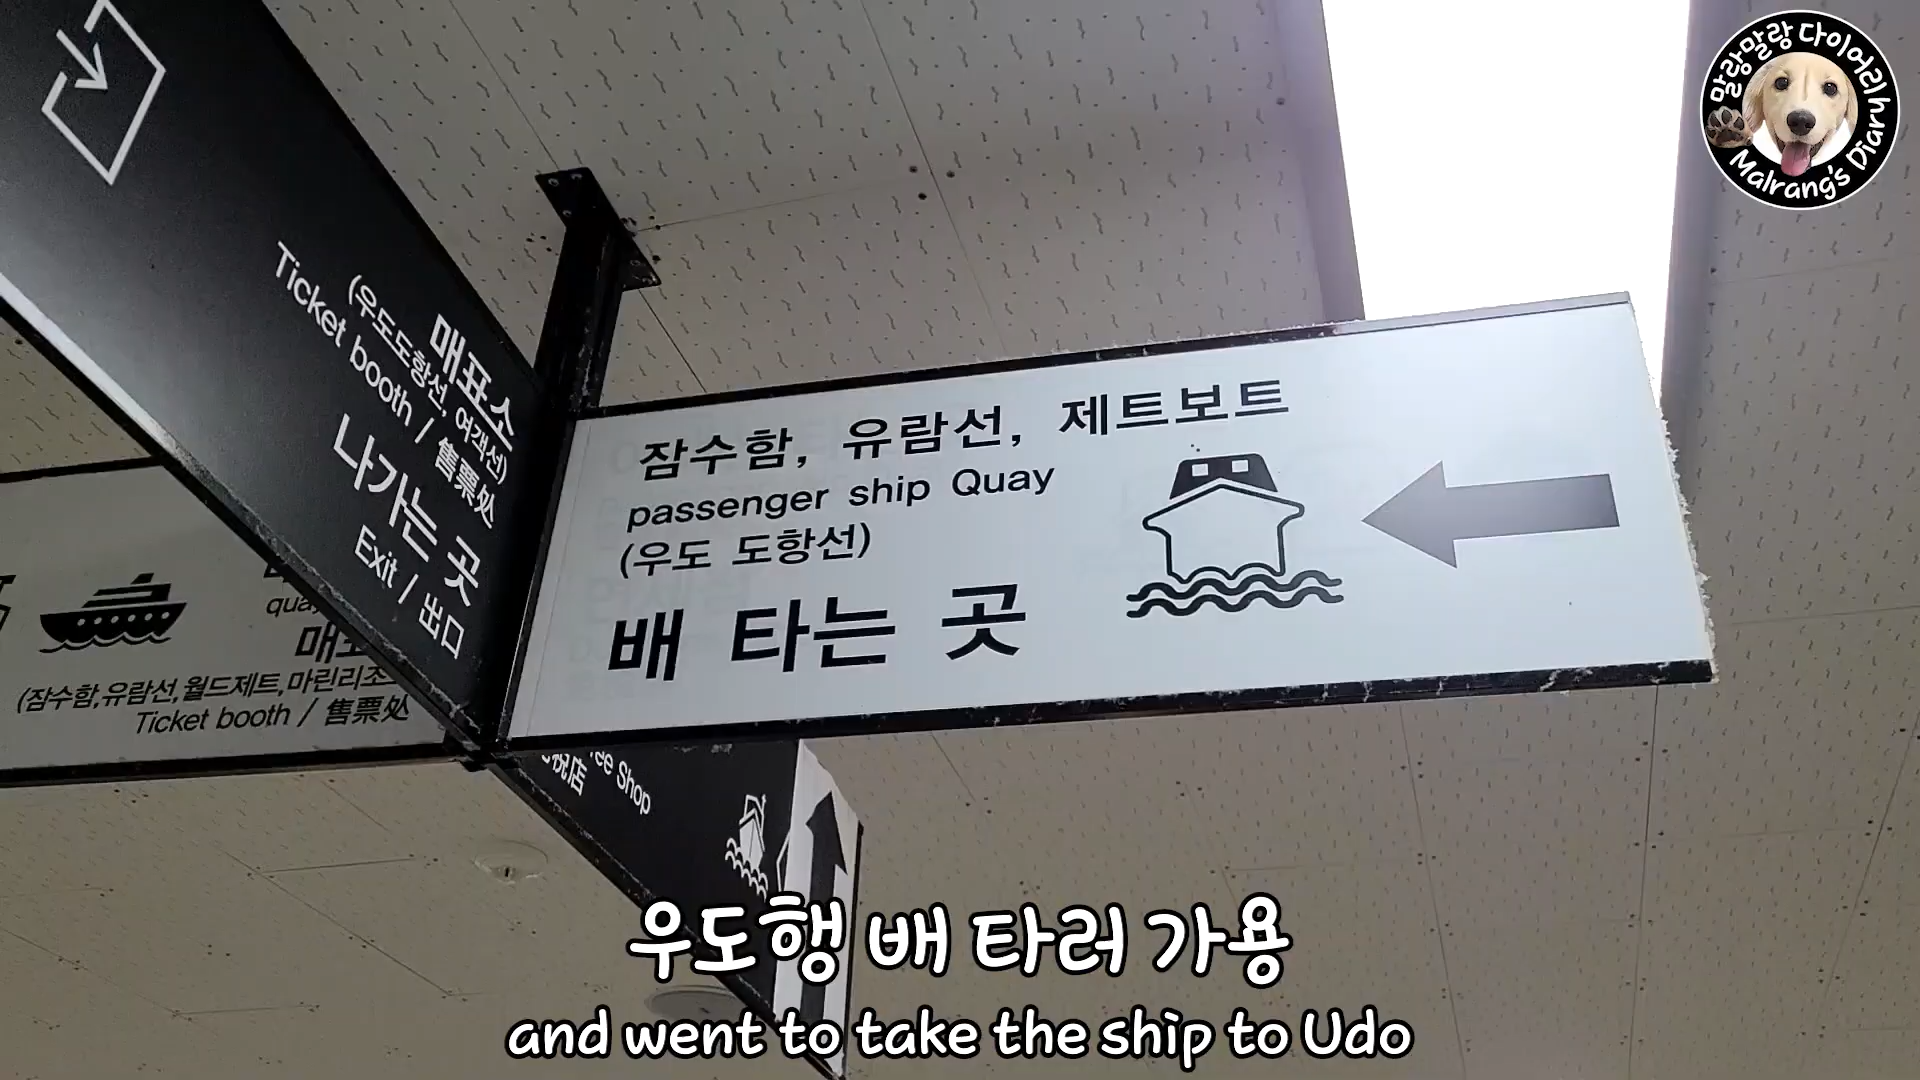 말랑말랑 다이어리
Malrang's Diary
매표소
(우도도항선, 여객선)
Ticket booth / 售票处
나가는 곳
Exit / 出口
잠수함, 유람선, 제트보트
passenger ship Quay
(우도 도항선)
배 타는 곳
(잠수함,유람선,월드제트,마린리조
Ticket booth / 售票处
Shop
우도행 배 타러 가용
and went to take the ship to Udo